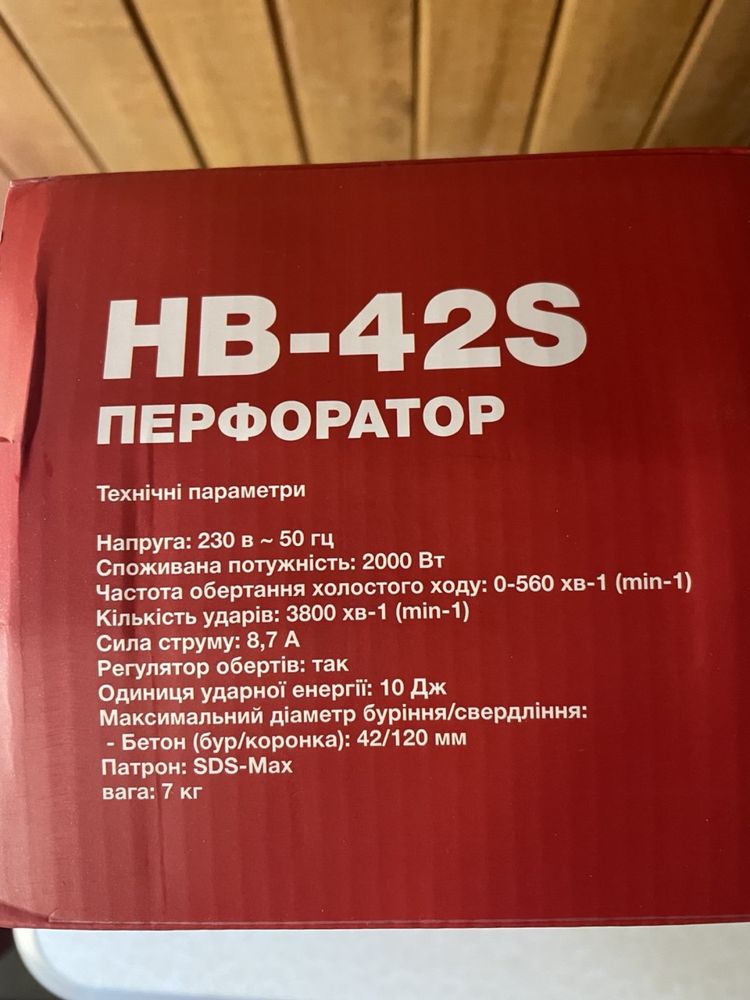 HB-42S
ПЕРФОРАТОР
Технічні параметри
Напруга: 230 в ~ 50 гц
Споживана потужність: 2000 Вт
Частота обертання холостого ходу: 0-560 хв-1 (min-1)
Кількість ударів: 3800 хв-1 (min-1)
Сила струму: 8,7 А
Регулятор обертів: так
Одиниця ударної енергії: 10 Дж
Максимальний діаметр буріння/свердління:
- Бетон (бур/коронка): 42/120 мм
Патрон: SDS-Max
вага: 7 кг